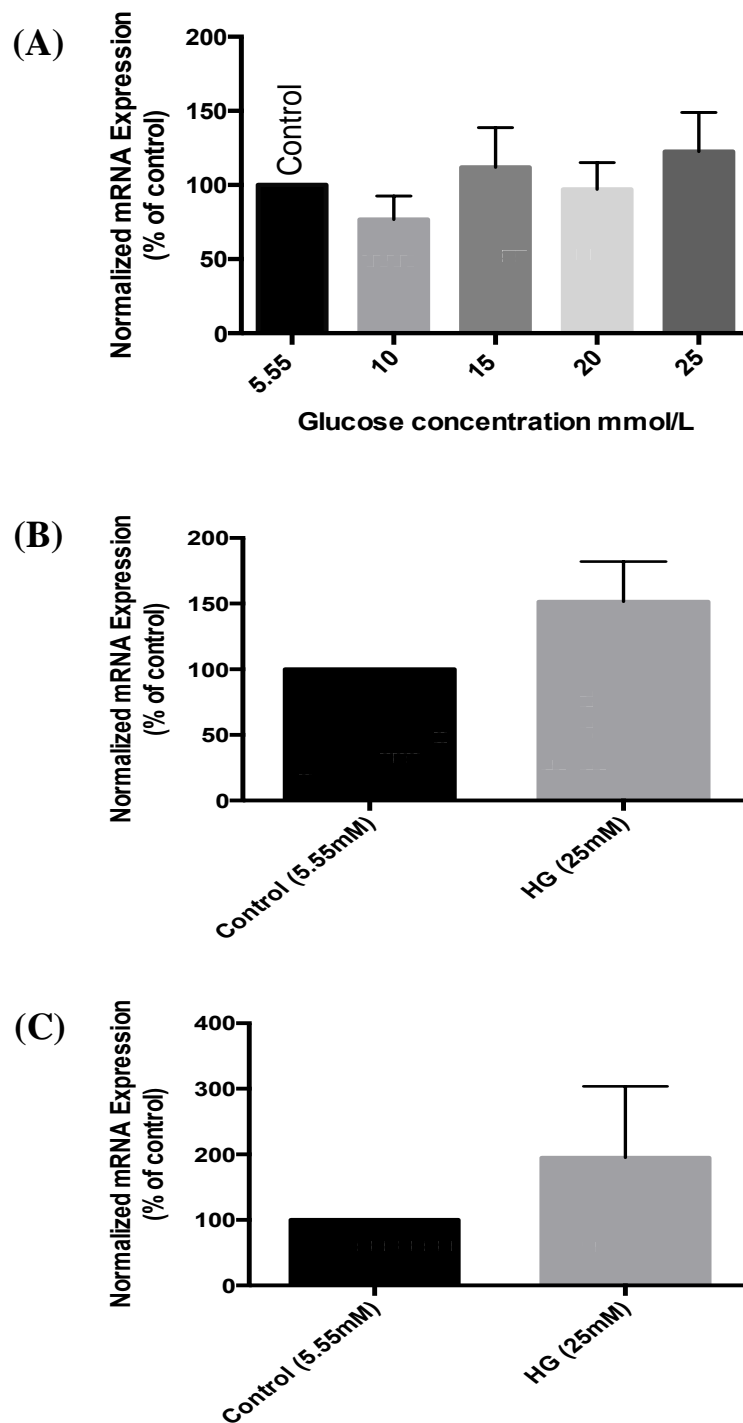 (A)
Normalized mRNA Expression
(% of control)
200
150
100
50
0
Control
5.55
10
15
20
25
Glucose concentration mmol/L
(B)
Normalized mRNA Expression
(% of control)
200
150
100
50
0
Control (5.55mM)
HG (25mM)
(C)
Normalized mRNA Expression
(% of control)
400
300
200
100
0
Control (5.55mM)
HG (25mM)